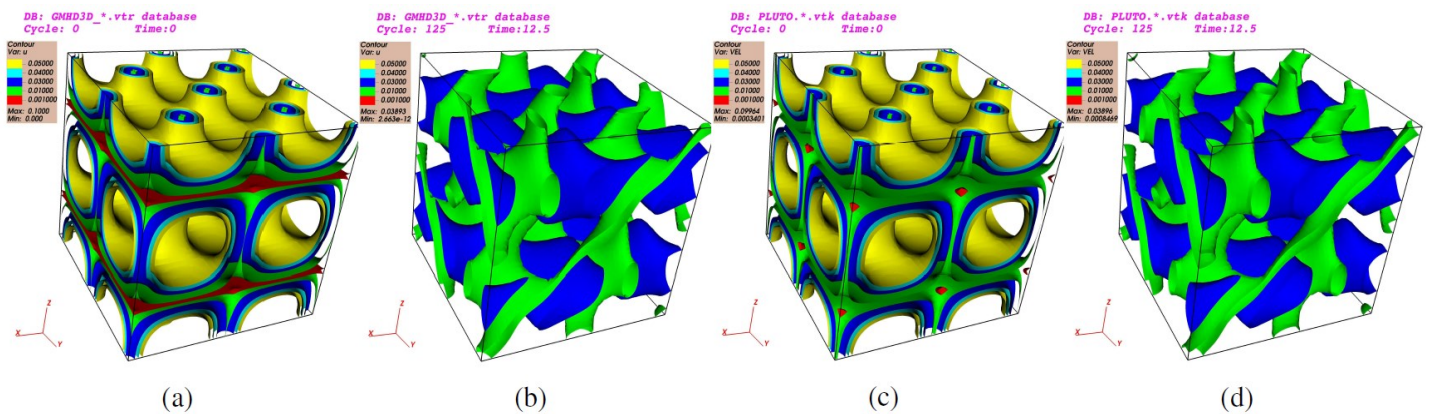 DB: GMHD3D_*.vtr database
Cycle: 0 Time:0
Contour
Var: u
0.05000
0.04000
0.03000
0.01000
0.001000
Max: 0.1000
Min: 0.000
Z
X
Y
(a)
DB: GMHD3D_*.vtr database
Cycle: 125 Time:12.5
Contour
Var: u
0.05000
0.04000
0.03000
0.01000
0.001000
Max: 0.03893
Min: 2.663e-12
Z
X
Y
(b)
DB: PLUTO.*.vtk database
Cycle: 0 Time:0
Contour
Var: VEL
0.05000
0.04000
0.03000
0.01000
0.001000
Max: 0.09964
Min: 0.0003401
Z
X
Y
(c)
DB: PLUTO.*.vtk database
Cycle: 125 Time:12.5
Contour
Var: VEL
0.05000
0.04000
0.03000
0.01000
0.001000
Max: 0.03896
Min: 0.0008469
Z
X
Y
(d)